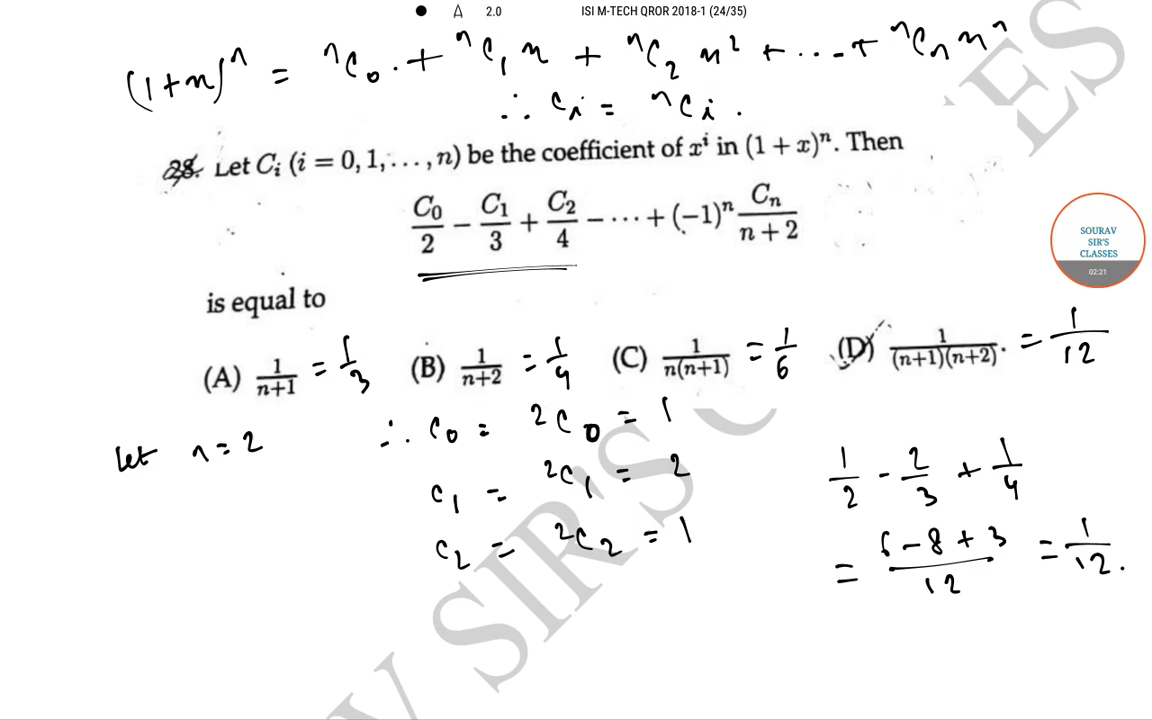 2.0 ISI M-TECH QROR 2018-1 (24/35)
(1+x)^n = nC0 . + nC1 x + nC2 x^2 + ... + nCn x^n
∴ Ci = nCi .
28. Let Ci (i = 0, 1, . . . , n) be the coefficient of x^i in (1 + x)^n. Then
C0/2 − C1/3 + C2/4 − ··· + (−1)^n Cn/(n + 2)
SOURAV
SIR'S
CLASSES
02:21
is equal to
(A) 1/(n+1) = 1/3 (B) 1/(n+2) = 1/4 (C) 1/(n(n+1)) = 1/6 (D) 1/((n+1)(n+2)). = 1/12
Let n = 2 ∴ C0 = 2C0 = 1
C1 = 2C1 = 2
C2 = 2C2 = 1
1/2 - 2/3 + 1/4
= (6 - 8 + 3)/12 = 1/12.